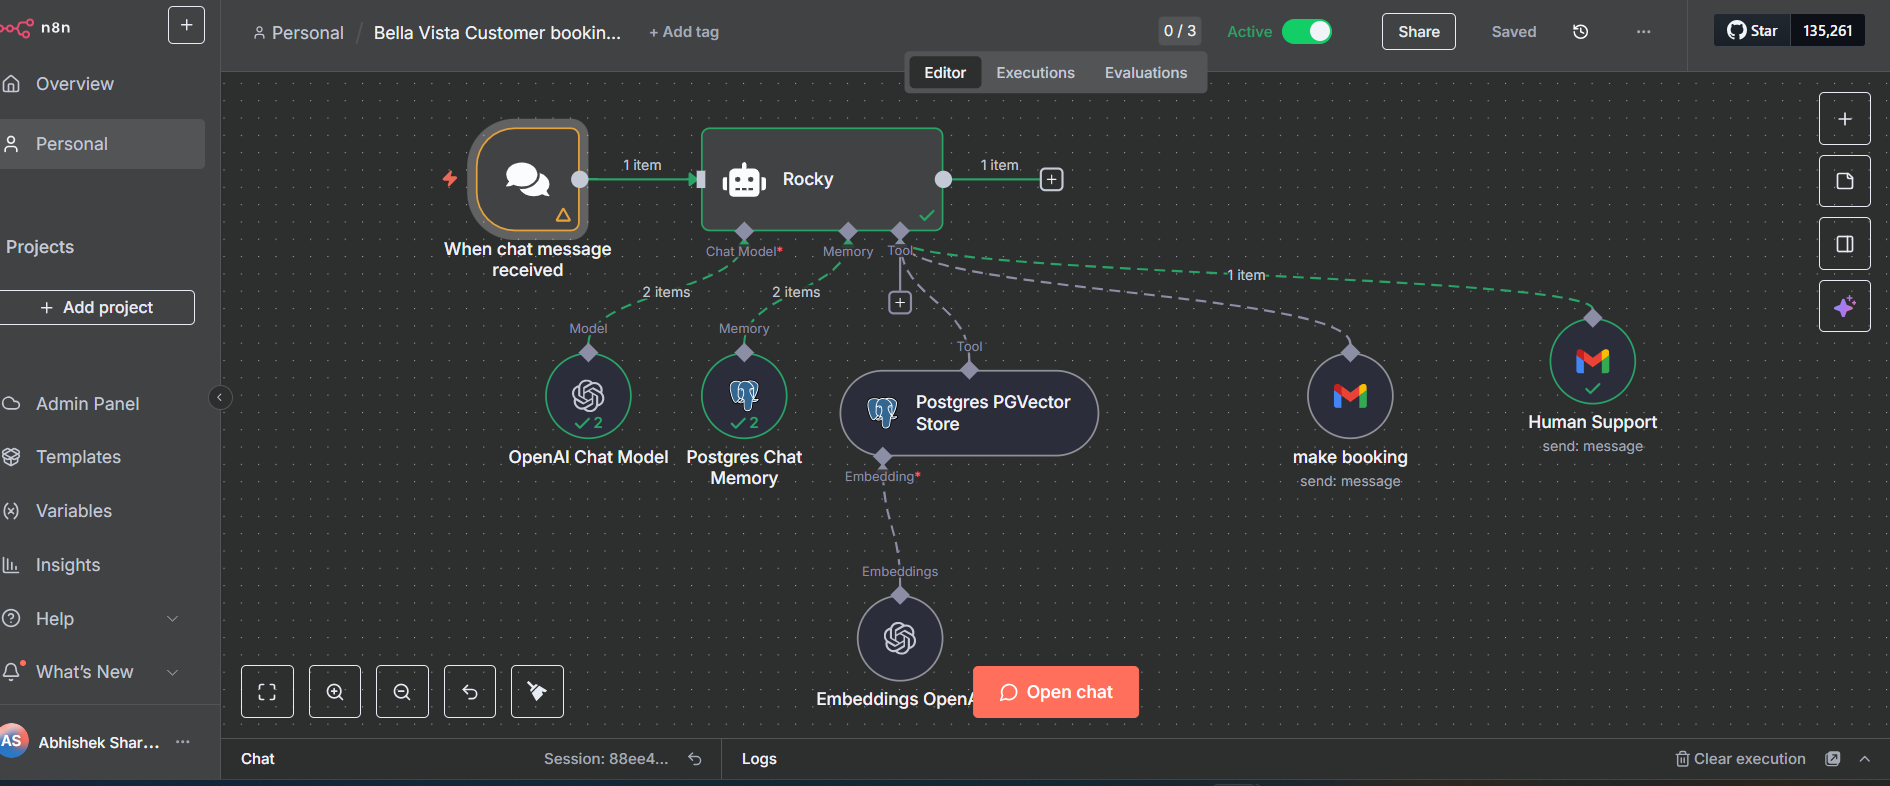 n8n
+
Personal / Bella Vista Customer bookin...
+ Add tag
0 / 3
Active
Share
Saved
...
Star 135,261
Editor Executions Evaluations
Overview
Personal
Projects
+ Add project
Admin Panel
Templates
Variables
Insights
Help
What's New
AS Abhishek Shar... ...
1 item
Rocky
1 item
When chat message
received
Chat Model*
Memory
Tool
2 items
2 items
1 item
Model
Memory
Tool
2
2
Postgres PGVector
Store
OpenAI Chat Model
Postgres Chat
Memory
Embedding*
make booking
send: message
Human Support
send: message
Embeddings
Embeddings OpenA
Open chat
Chat
Session: 88ee4...
Logs
Clear execution